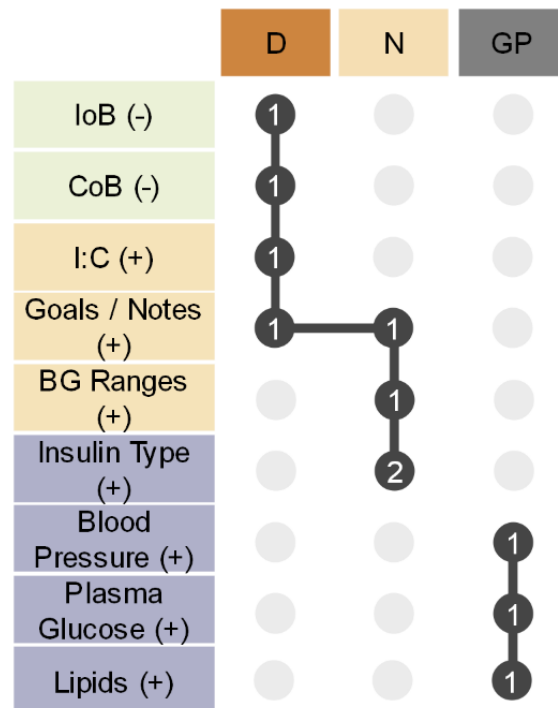 D N GP
IoB (-) 1
CoB (-) 1
I:C (+) 1
Goals / Notes
(+) 1 1
BG Ranges
(+) 1
Insulin Type
(+) 2
Blood
Pressure (+) 1
Plasma
Glucose (+) 1
Lipids (+) 1